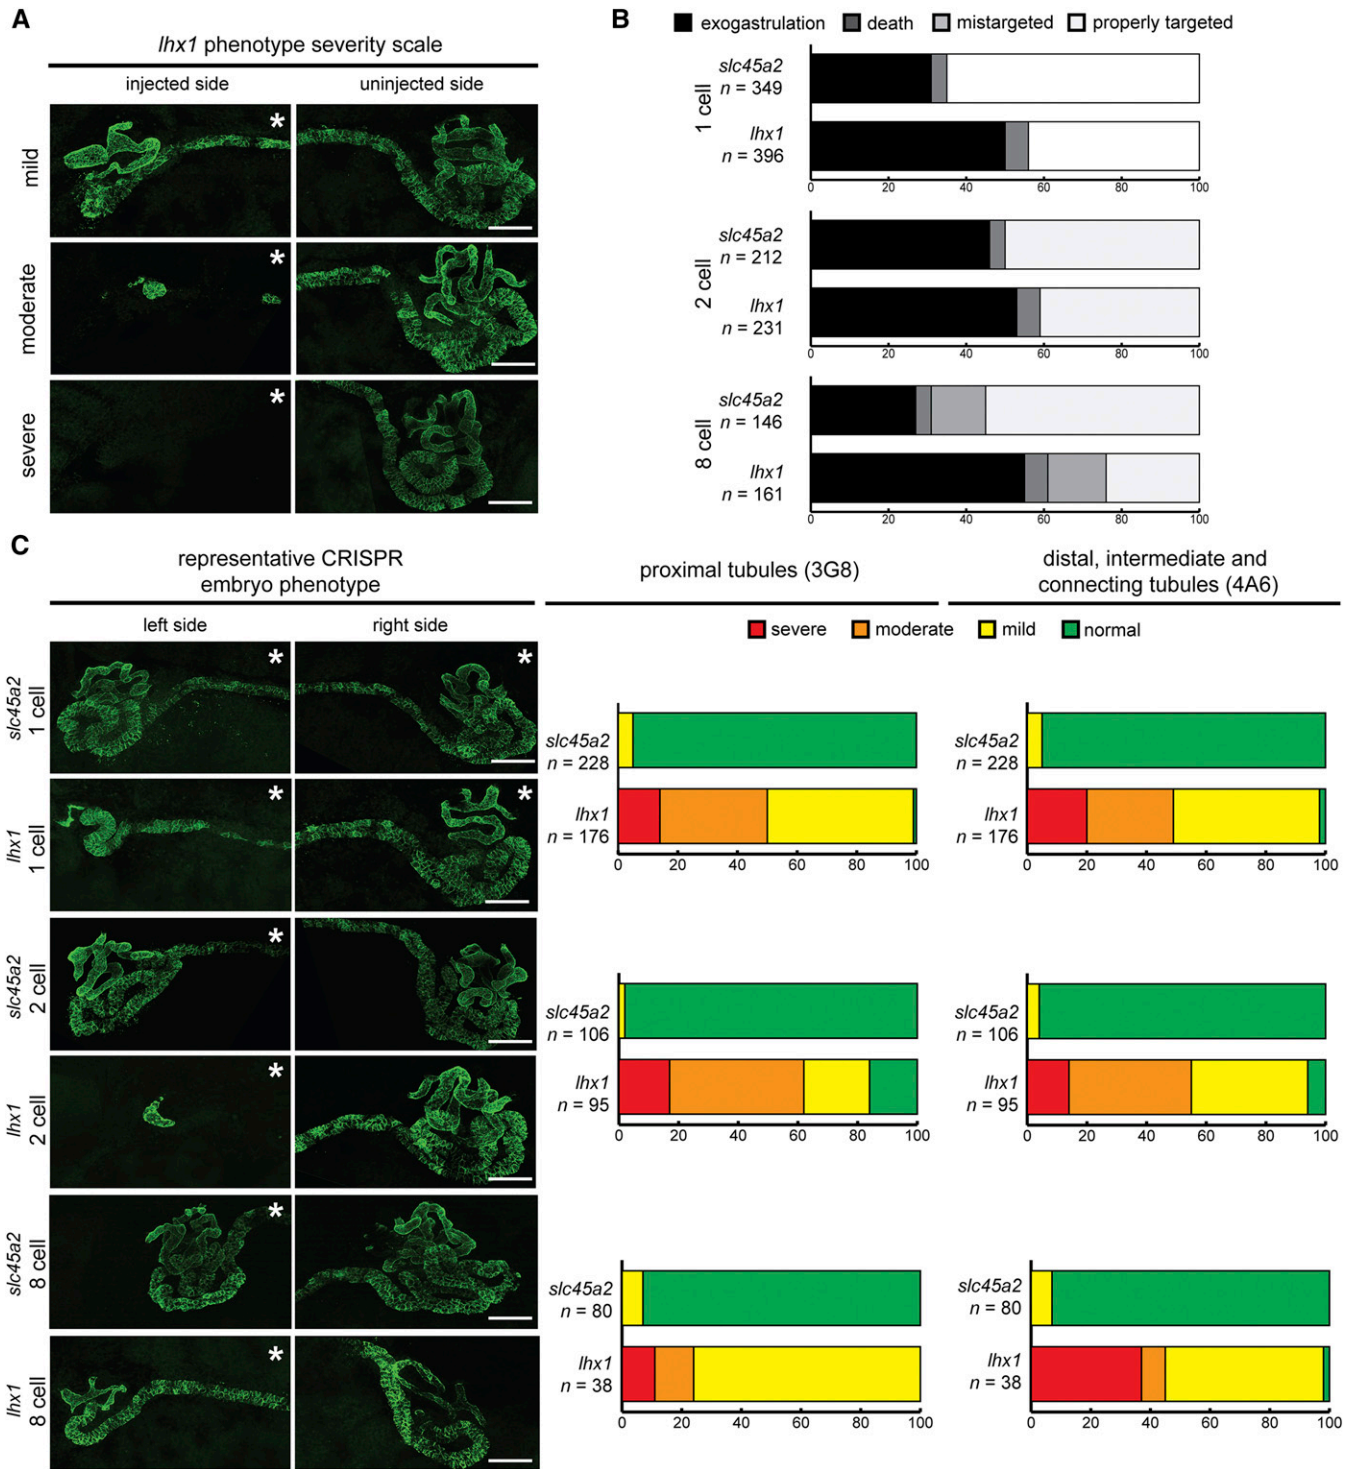 A
lhx1 phenotype severity scale
injected side
uninjected side
mild
*
moderate
*
severe
*
B
exogastrulation
death
mistargeted
properly targeted
1 cell
slc45a2
n = 349
lhx1
n = 396
0 20 40 60 80 100
2 cell
slc45a2
n = 212
lhx1
n = 231
0 20 40 60 80 100
8 cell
slc45a2
n = 146
lhx1
n = 161
0 20 40 60 80 100
C
representative CRISPR
embryo phenotype
left side
right side
slc45a2
1 cell
* *
lhx1
1 cell
* *
slc45a2
2 cell
*
lhx1
2 cell
*
slc45a2
8 cell
*
lhx1
8 cell
*
proximal tubules (3G8)
distal, intermediate and
connecting tubules (4A6)
severe
moderate
mild
normal
slc45a2
n = 228
lhx1
n = 176
0 20 40 60 80 100
slc45a2
n = 228
lhx1
n = 176
0 20 40 60 80 100
slc45a2
n = 106
lhx1
n = 95
0 20 40 60 80 100
slc45a2
n = 106
lhx1
n = 95
0 20 40 60 80 100
slc45a2
n = 80
lhx1
n = 38
0 20 40 60 80 100
slc45a2
n = 80
lhx1
n = 38
0 20 40 60 80 100